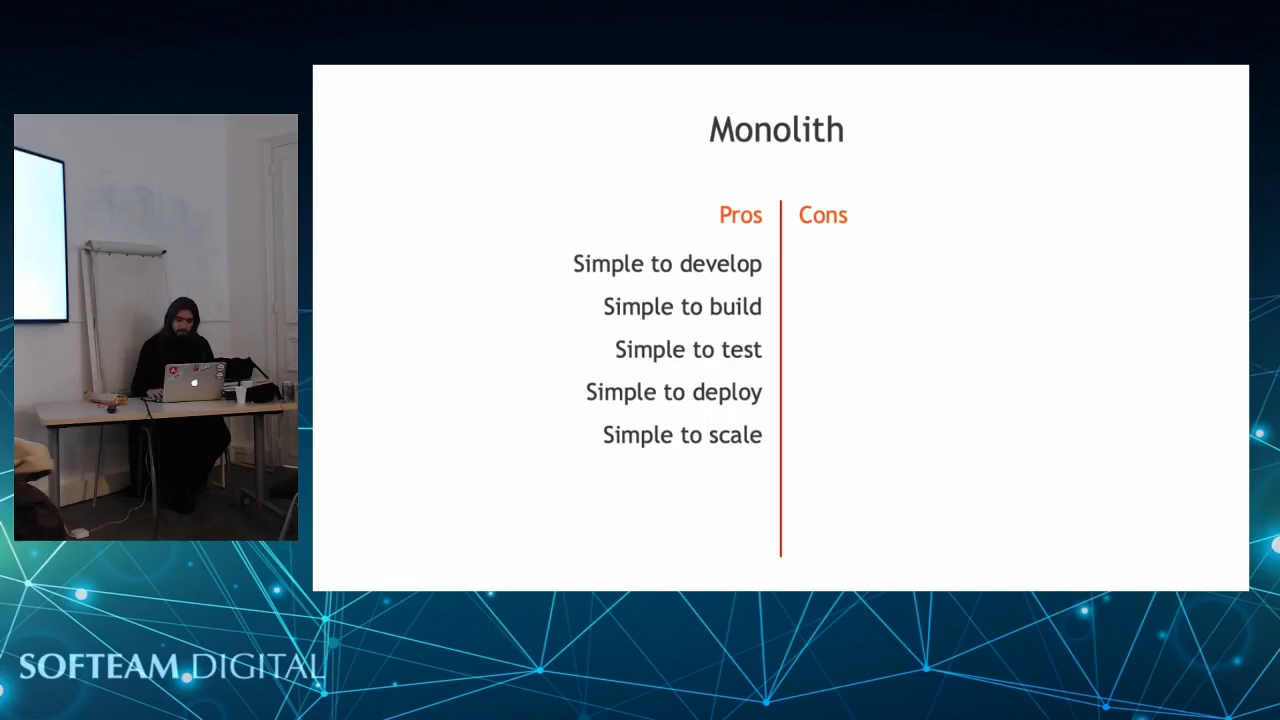 Monolith
Pros
Cons
Simple to develop
Simple to build
Simple to test
Simple to deploy
Simple to scale
SOFTEAM DIGITAL